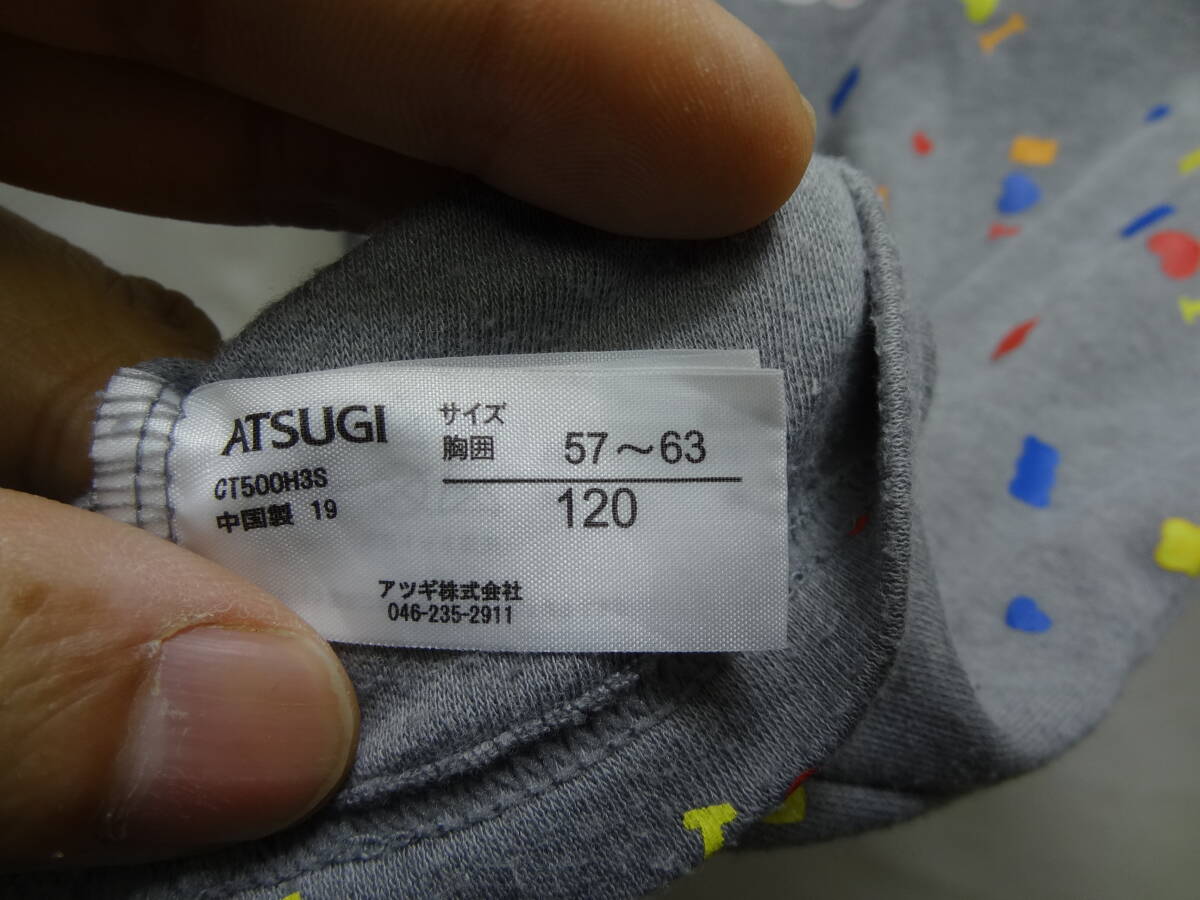 ATSUGI
CT500H3S
中国製 19
サイズ
胸囲 57～63
120
アツギ株式会社
046-235-2911